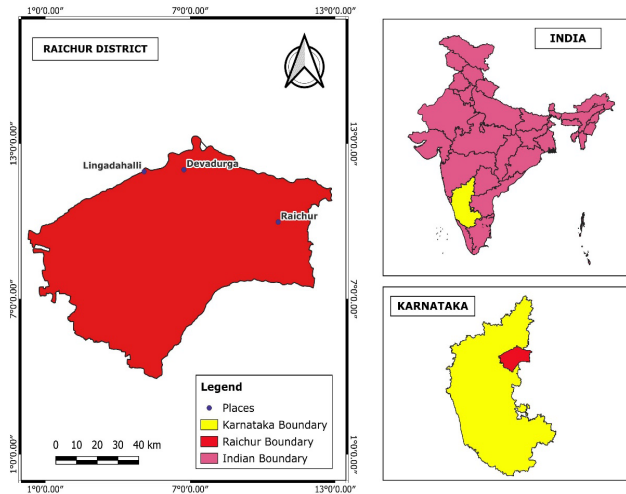 1°0'0.00" 7°0'0.00" 13°0'0.00"
RAICHUR DISTRICT
INDIA
13°0'0.00" 13°0'0.00"
Lingadahalli
Devadurga
Raichur
7°0'0.00" 7°0'0.00"
KARNATAKA
Legend
Places
Karnataka Boundary
Raichur Boundary
Indian Boundary
0 10 20 30 40 km
1°0'0.00" 1°0'0.00"
1°0'0.00" 7°0'0.00" 13°0'0.00"